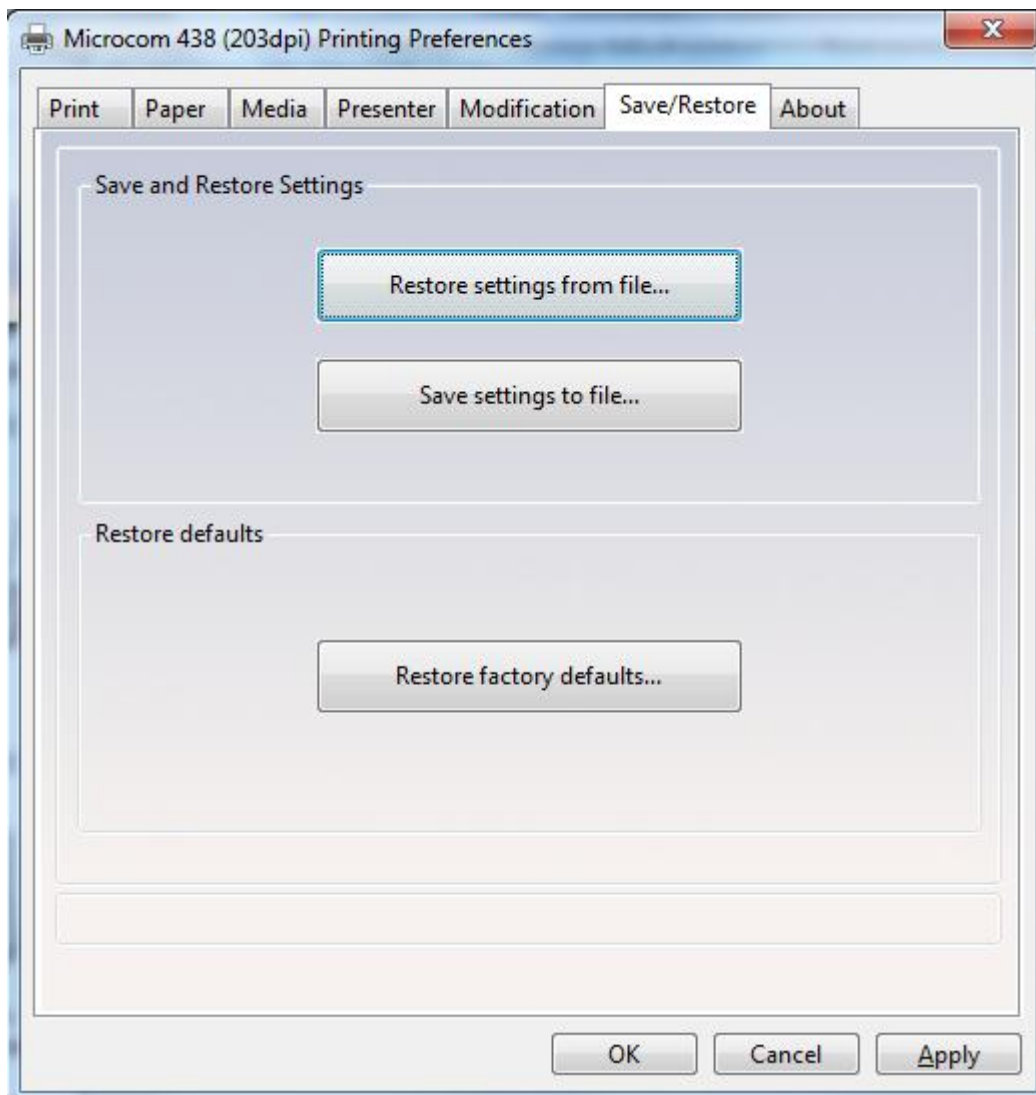 Microcom 438 (203dpi) Printing Preferences
Print Paper Media Presenter Modification Save/Restore About
Save and Restore Settings
Restore settings from file...
Save settings to file...
Restore defaults
Restore factory defaults...
OK Cancel Apply